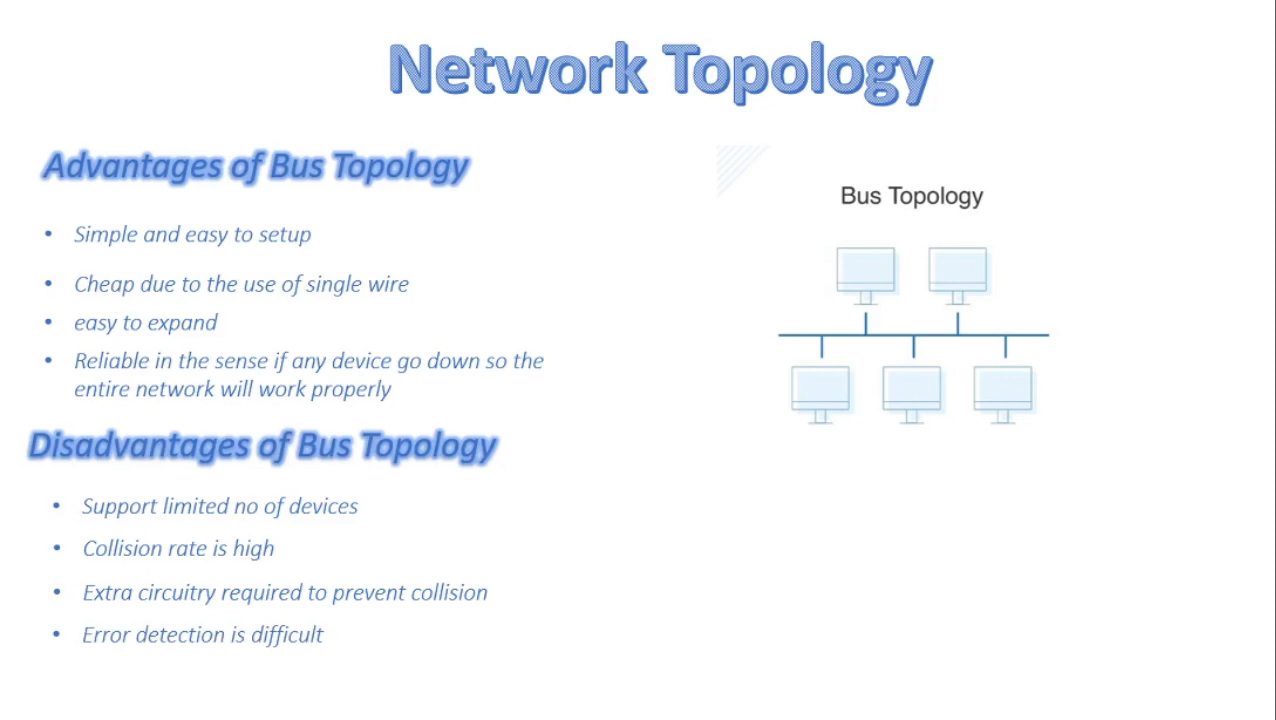 Network Topology
Advantages of Bus Topology
• Simple and easy to setup
• Cheap due to the use of single wire
• easy to expand
• Reliable in the sense if any device go down so the
entire network will work properly
Disadvantages of Bus Topology
• Support limited no of devices
• Collision rate is high
• Extra circuitry required to prevent collision
• Error detection is difficult
Bus Topology